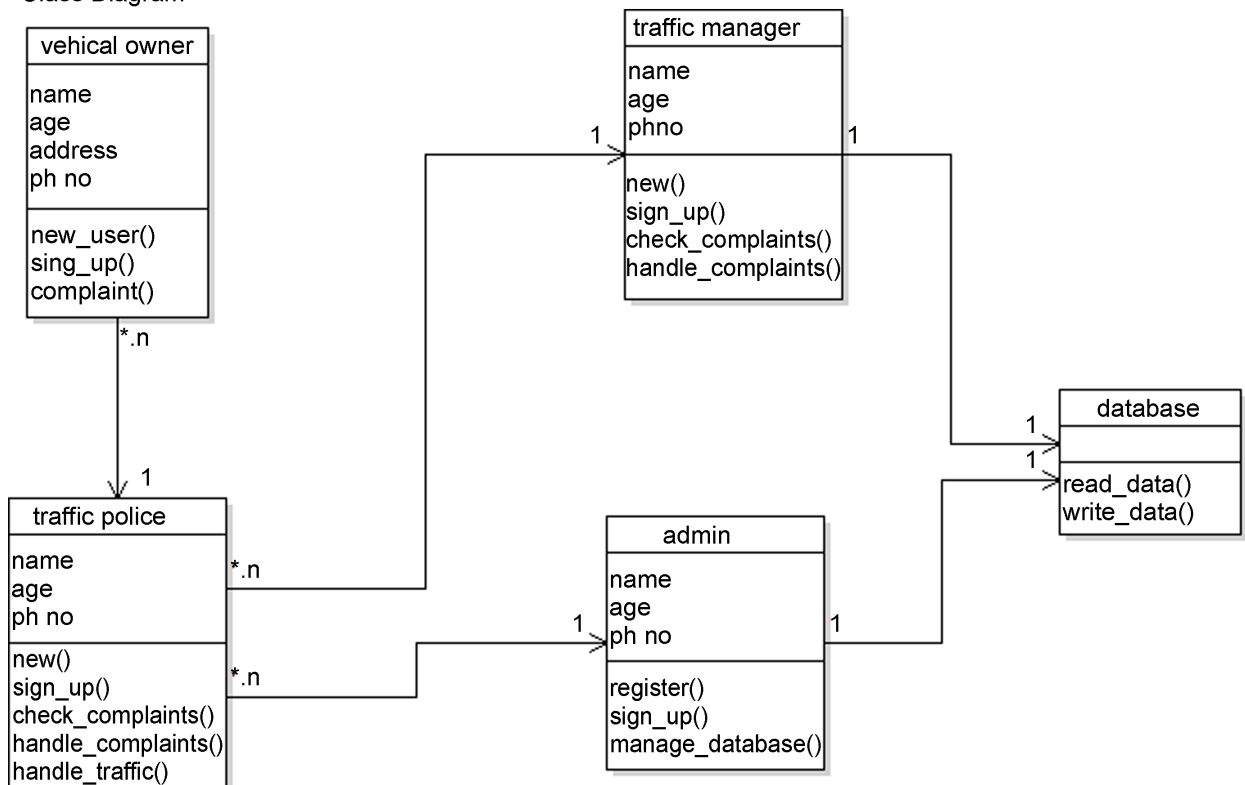 Class Diagram
vehical owner
name
age
address
ph no
new_user()
sing_up()
complaint()
*.n
1
traffic police
name
age
ph no
new()
sign_up()
check_complaints()
handle_complaints()
handle_traffic()
*.n
*.n
1
traffic manager
name
age
phno
new()
sign_up()
check_complaints()
handle_complaints()
1
1
admin
name
age
ph no
register()
sign_up()
manage_database()
1
1
1
database
read_data()
write_data()